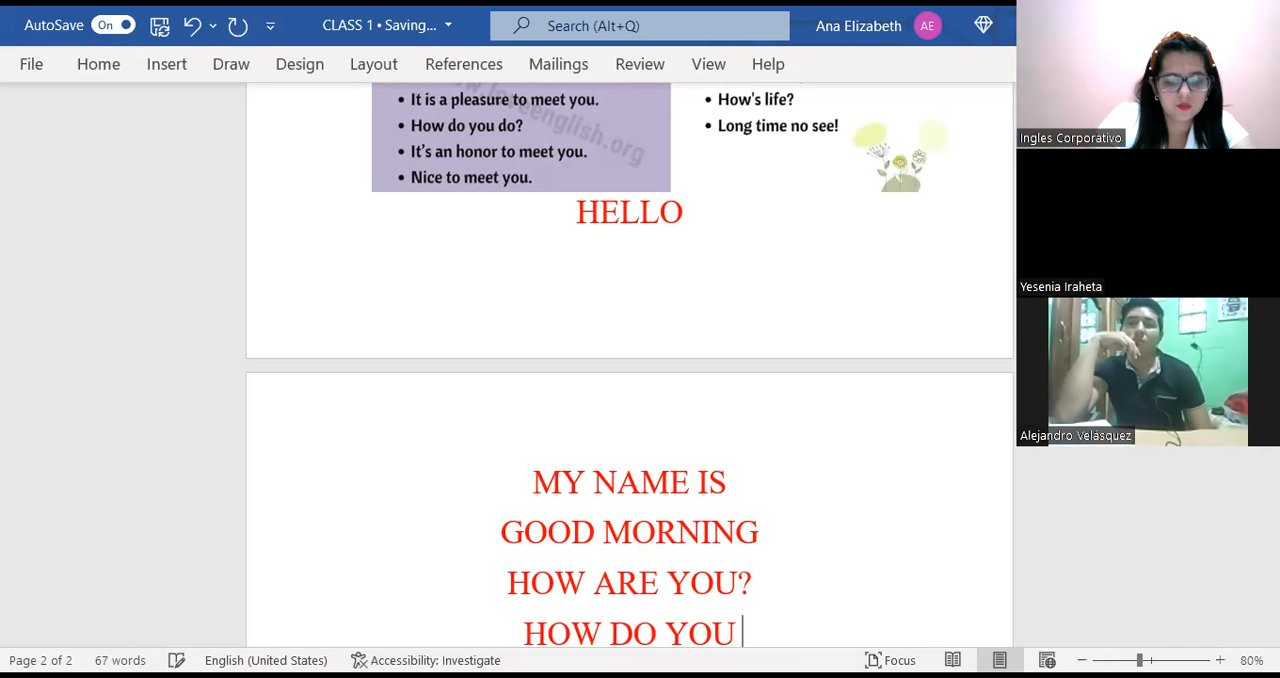 AutoSave On CLASS 1 • Saving... Search (Alt+Q) Ana Elizabeth AE
File Home Insert Draw Design Layout References Mailings Review View Help
• It is a pleasure to meet you.
• How do you do?
• It's an honor to meet you.
• Nice to meet you.
• How's life?
• Long time no see!
HELLO
MY NAME IS
GOOD MORNING
HOW ARE YOU?
HOW DO YOU
Page 2 of 2 67 words English (United States) Accessibility: Investigate Focus 80%
Ingles Corporativo
Yesenia Iraheta
Alejandro Velásquez